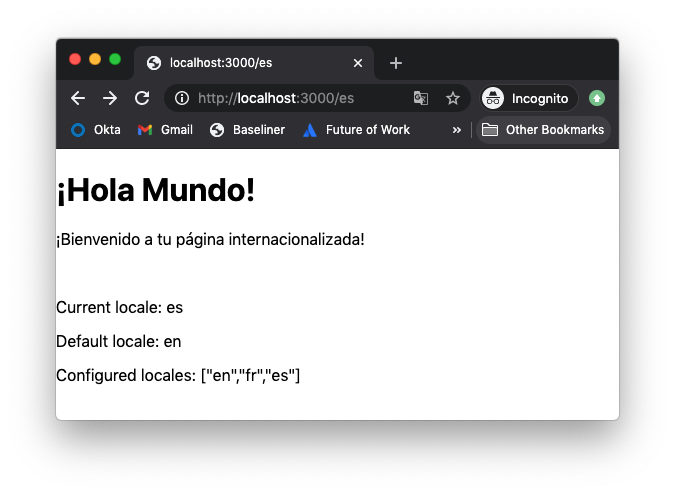 localhost:3000/es
http://localhost:3000/es
Incognito
Okta
Gmail
Baseliner
Future of Work
»
Other Bookmarks
¡Hola Mundo!
¡Bienvenido a tu página internacionalizada!
Current locale: es
Default locale: en
Configured locales: ["en","fr","es"]